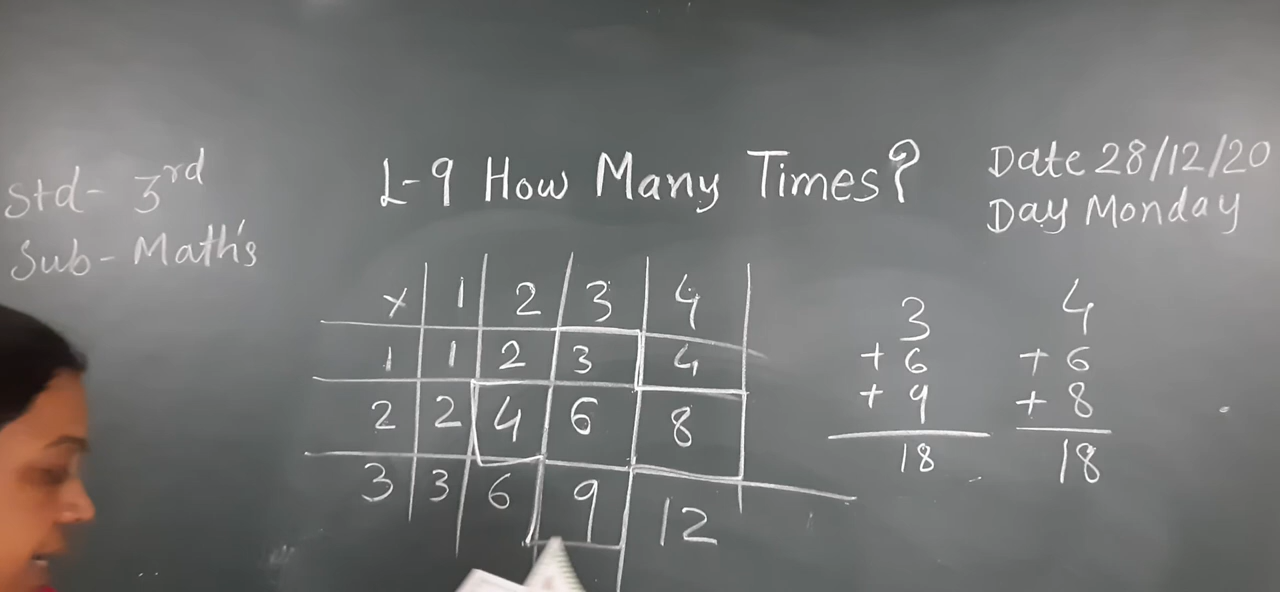 Std- 3rd
Sub- Math's
L-9 How Many Times?
Date 28/12/20
Day Monday
x 1 2 3 4
1 1 2 3 4
2 2 4 6 8
3 3 6 9 12
3
+ 6
+ 9
18
4
+ 6
+ 8
18